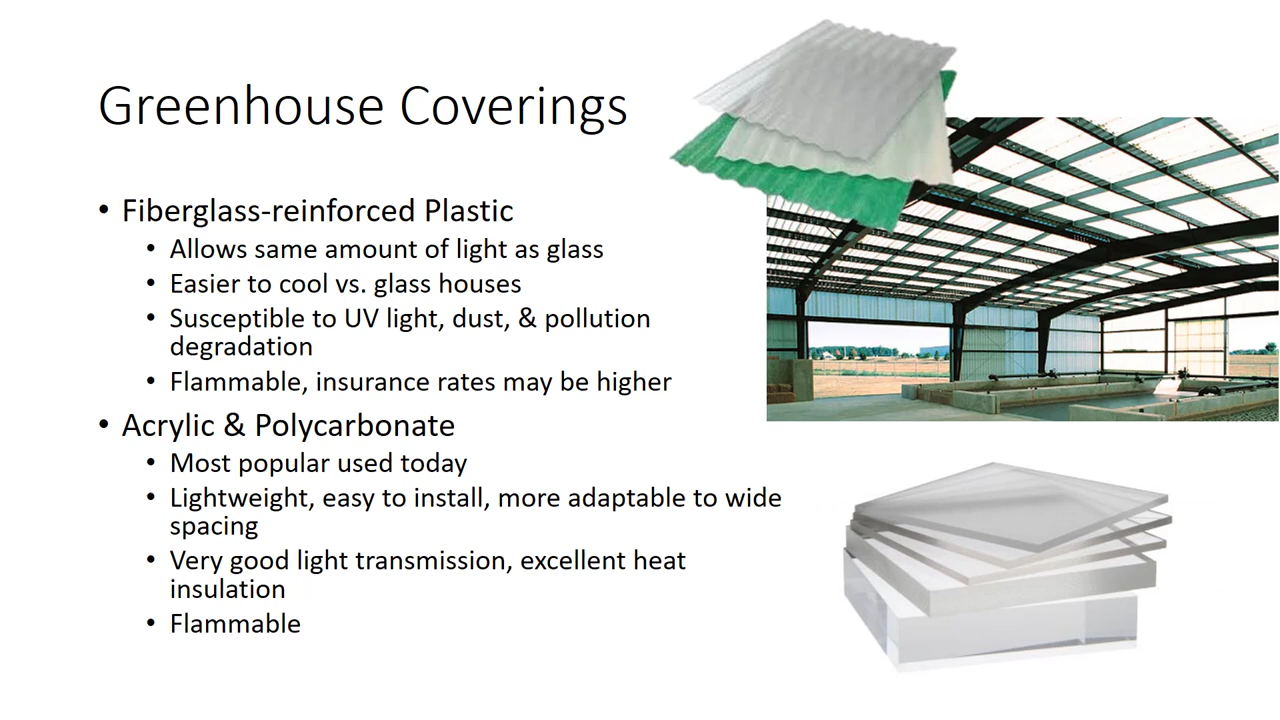 Greenhouse Coverings
• Fiberglass-reinforced Plastic
• Allows same amount of light as glass
• Easier to cool vs. glass houses
• Susceptible to UV light, dust, & pollution
degradation
• Flammable, insurance rates may be higher
• Acrylic & Polycarbonate
• Most popular used today
• Lightweight, easy to install, more adaptable to wide
spacing
• Very good light transmission, excellent heat
insulation
• Flammable